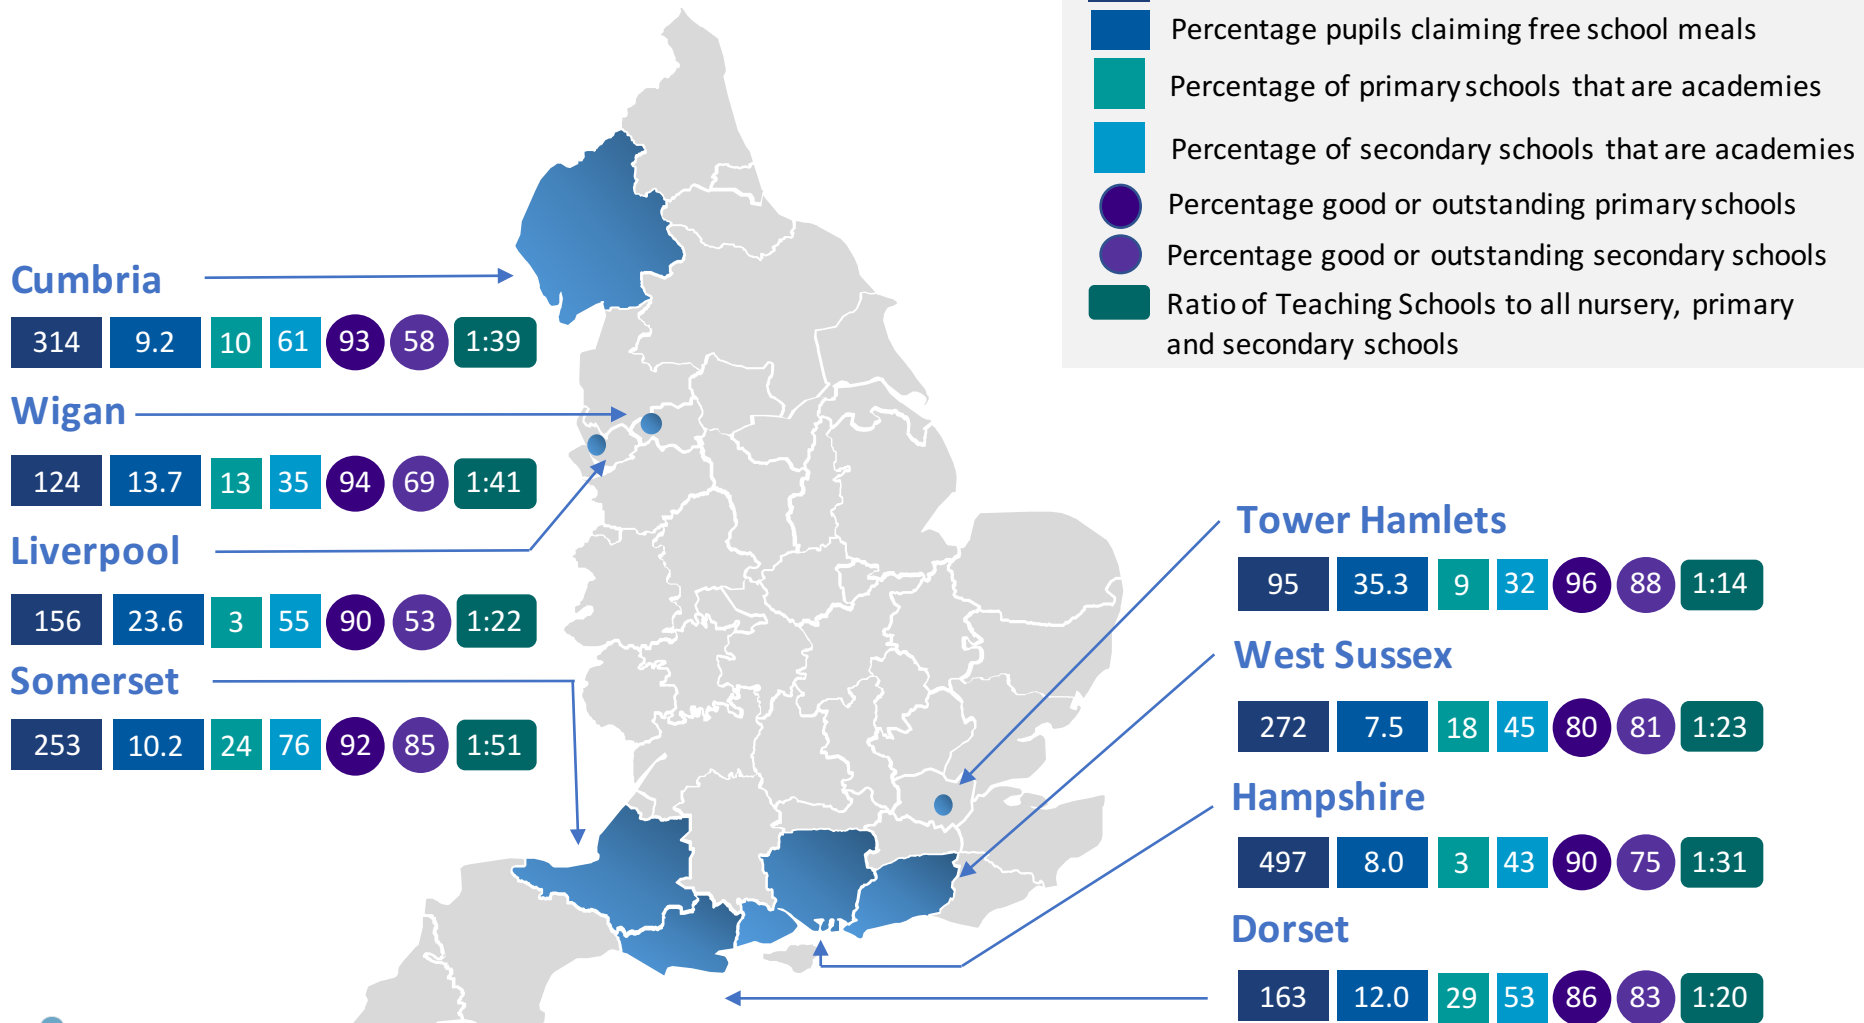 Percentage pupils claiming free school meals
Percentage of primary schools that are academies
Percentage of secondary schools that are academies
Percentage good or outstanding primary schools
Percentage good or outstanding secondary schools
Ratio of Teaching Schools to all nursery, primary
and secondary schools
Cumbria
314 9.2 10 61 93 58 1:39
Wigan
124 13.7 13 35 94 69 1:41
Liverpool
156 23.6 3 55 90 53 1:22
Somerset
253 10.2 24 76 92 85 1:51
Tower Hamlets
95 35.3 9 32 96 88 1:14
West Sussex
272 7.5 18 45 80 81 1:23
Hampshire
497 8.0 3 43 90 75 1:31
Dorset
163 12.0 29 53 86 83 1:20